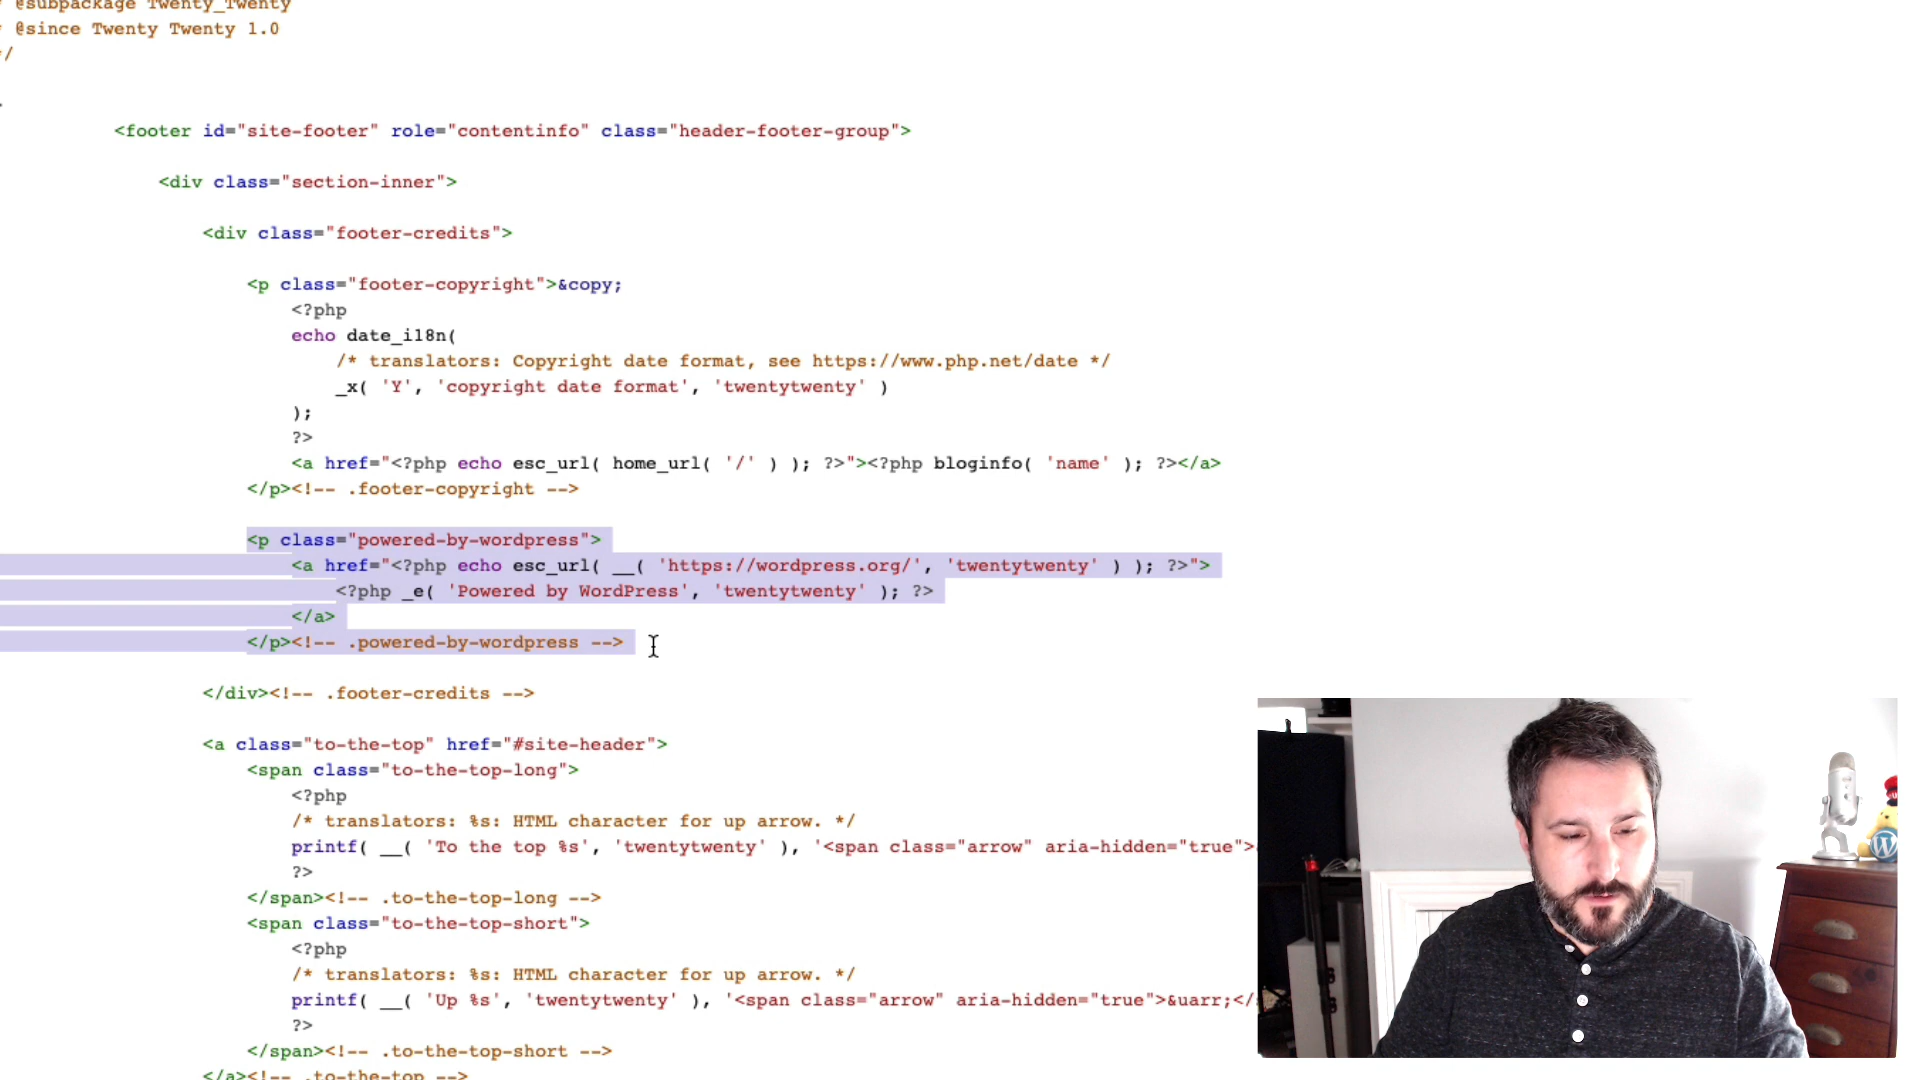 * @subpackage Twenty_Twenty
* @since Twenty Twenty 1.0
*/
<footer id="site-footer" role="contentinfo" class="header-footer-group">
<div class="section-inner">
<div class="footer-credits">
<p class="footer-copyright">&copy;
<?php
echo date_i18n(
/* translators: Copyright date format, see https://www.php.net/date */
_x( 'Y', 'copyright date format', 'twentytwenty' )
);
?>
<a href="<?php echo esc_url( home_url( '/' ) ); ?>"><?php bloginfo( 'name' ); ?></a>
</p><!-- .footer-copyright -->
<p class="powered-by-wordpress">
<a href="<?php echo esc_url( __( 'https://wordpress.org/', 'twentytwenty' ) ); ?>">
<?php _e( 'Powered by WordPress', 'twentytwenty' ); ?>
</a>
</p><!-- .powered-by-wordpress -->
</div><!-- .footer-credits -->
<a class="to-the-top" href="#site-header">
<span class="to-the-top-long">
<?php
/* translators: %s: HTML character for up arrow. */
printf( __( 'To the top %s', 'twentytwenty' ), '<span class="arrow" aria-hidden="true">
?>
</span><!-- .to-the-top-long -->
<span class="to-the-top-short">
<?php
/* translators: %s: HTML character for up arrow. */
printf( __( 'Up %s', 'twentytwenty' ), '<span class="arrow" aria-hidden="true">&uarr;</
?>
</span><!-- .to-the-top-short -->
</a><!-- .to-the-top -->